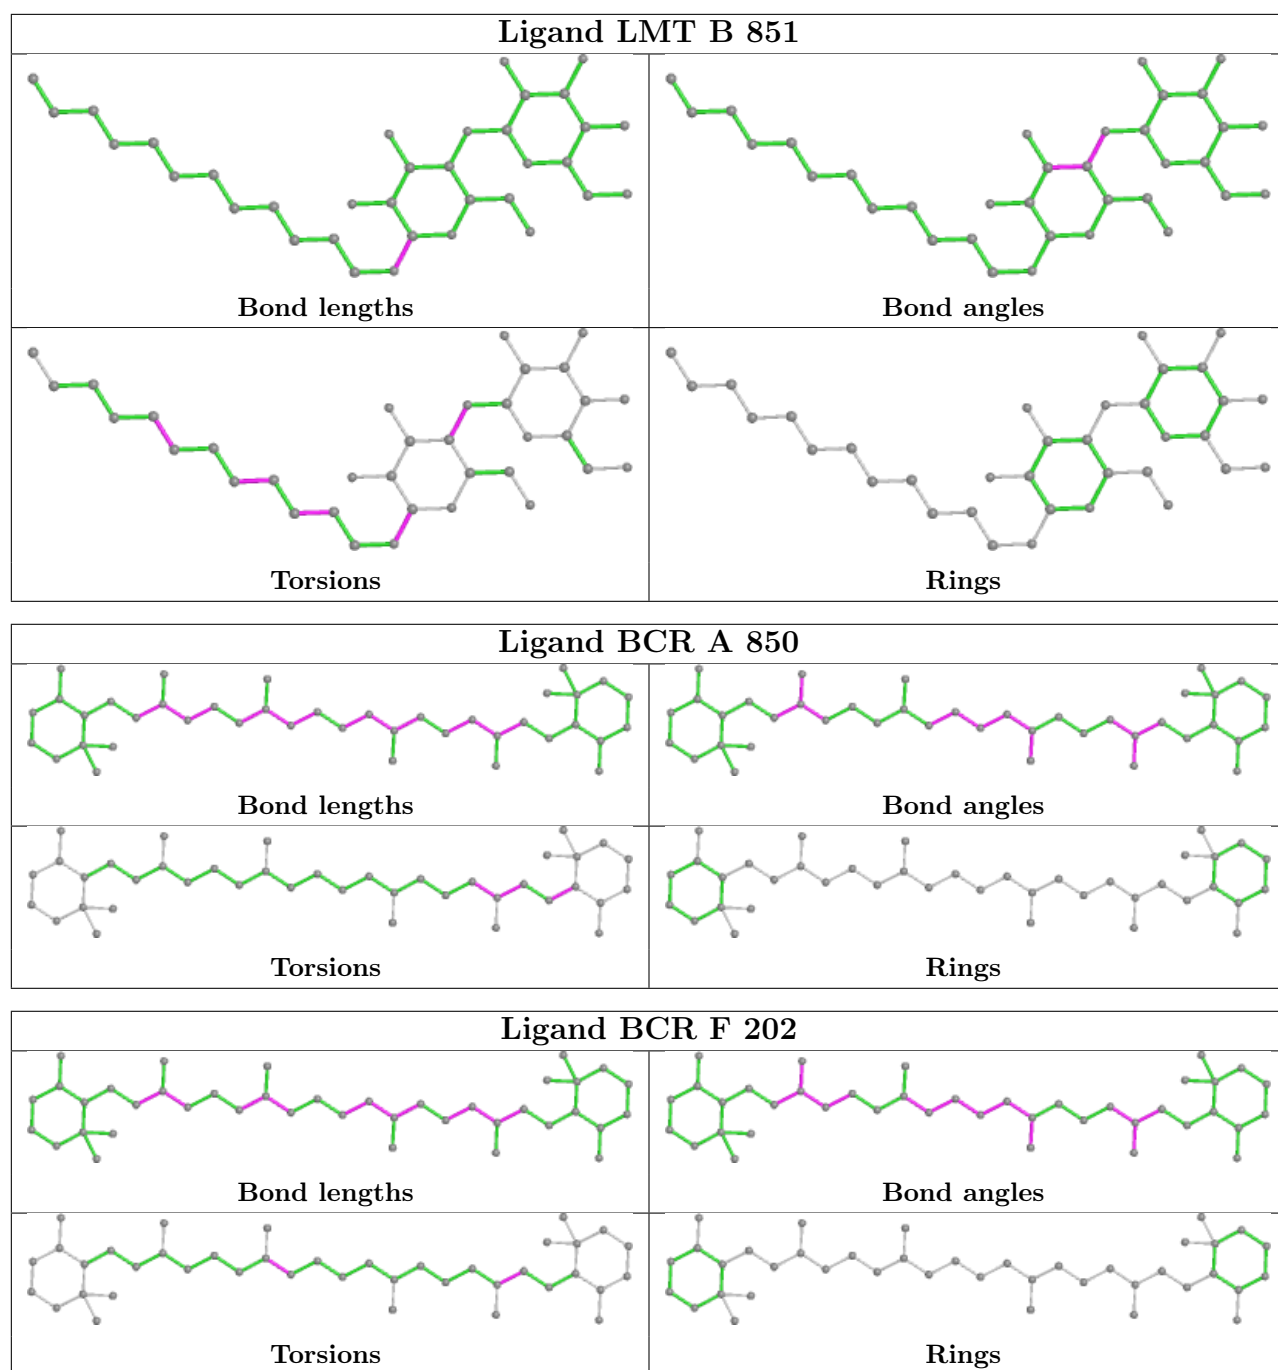 Ligand LMT B 851
Bond lengths
Bond angles
Torsions
Rings
Ligand BCR A 850
Bond lengths
Bond angles
Torsions
Rings
Ligand BCR F 202
Bond lengths
Bond angles
Torsions
Rings